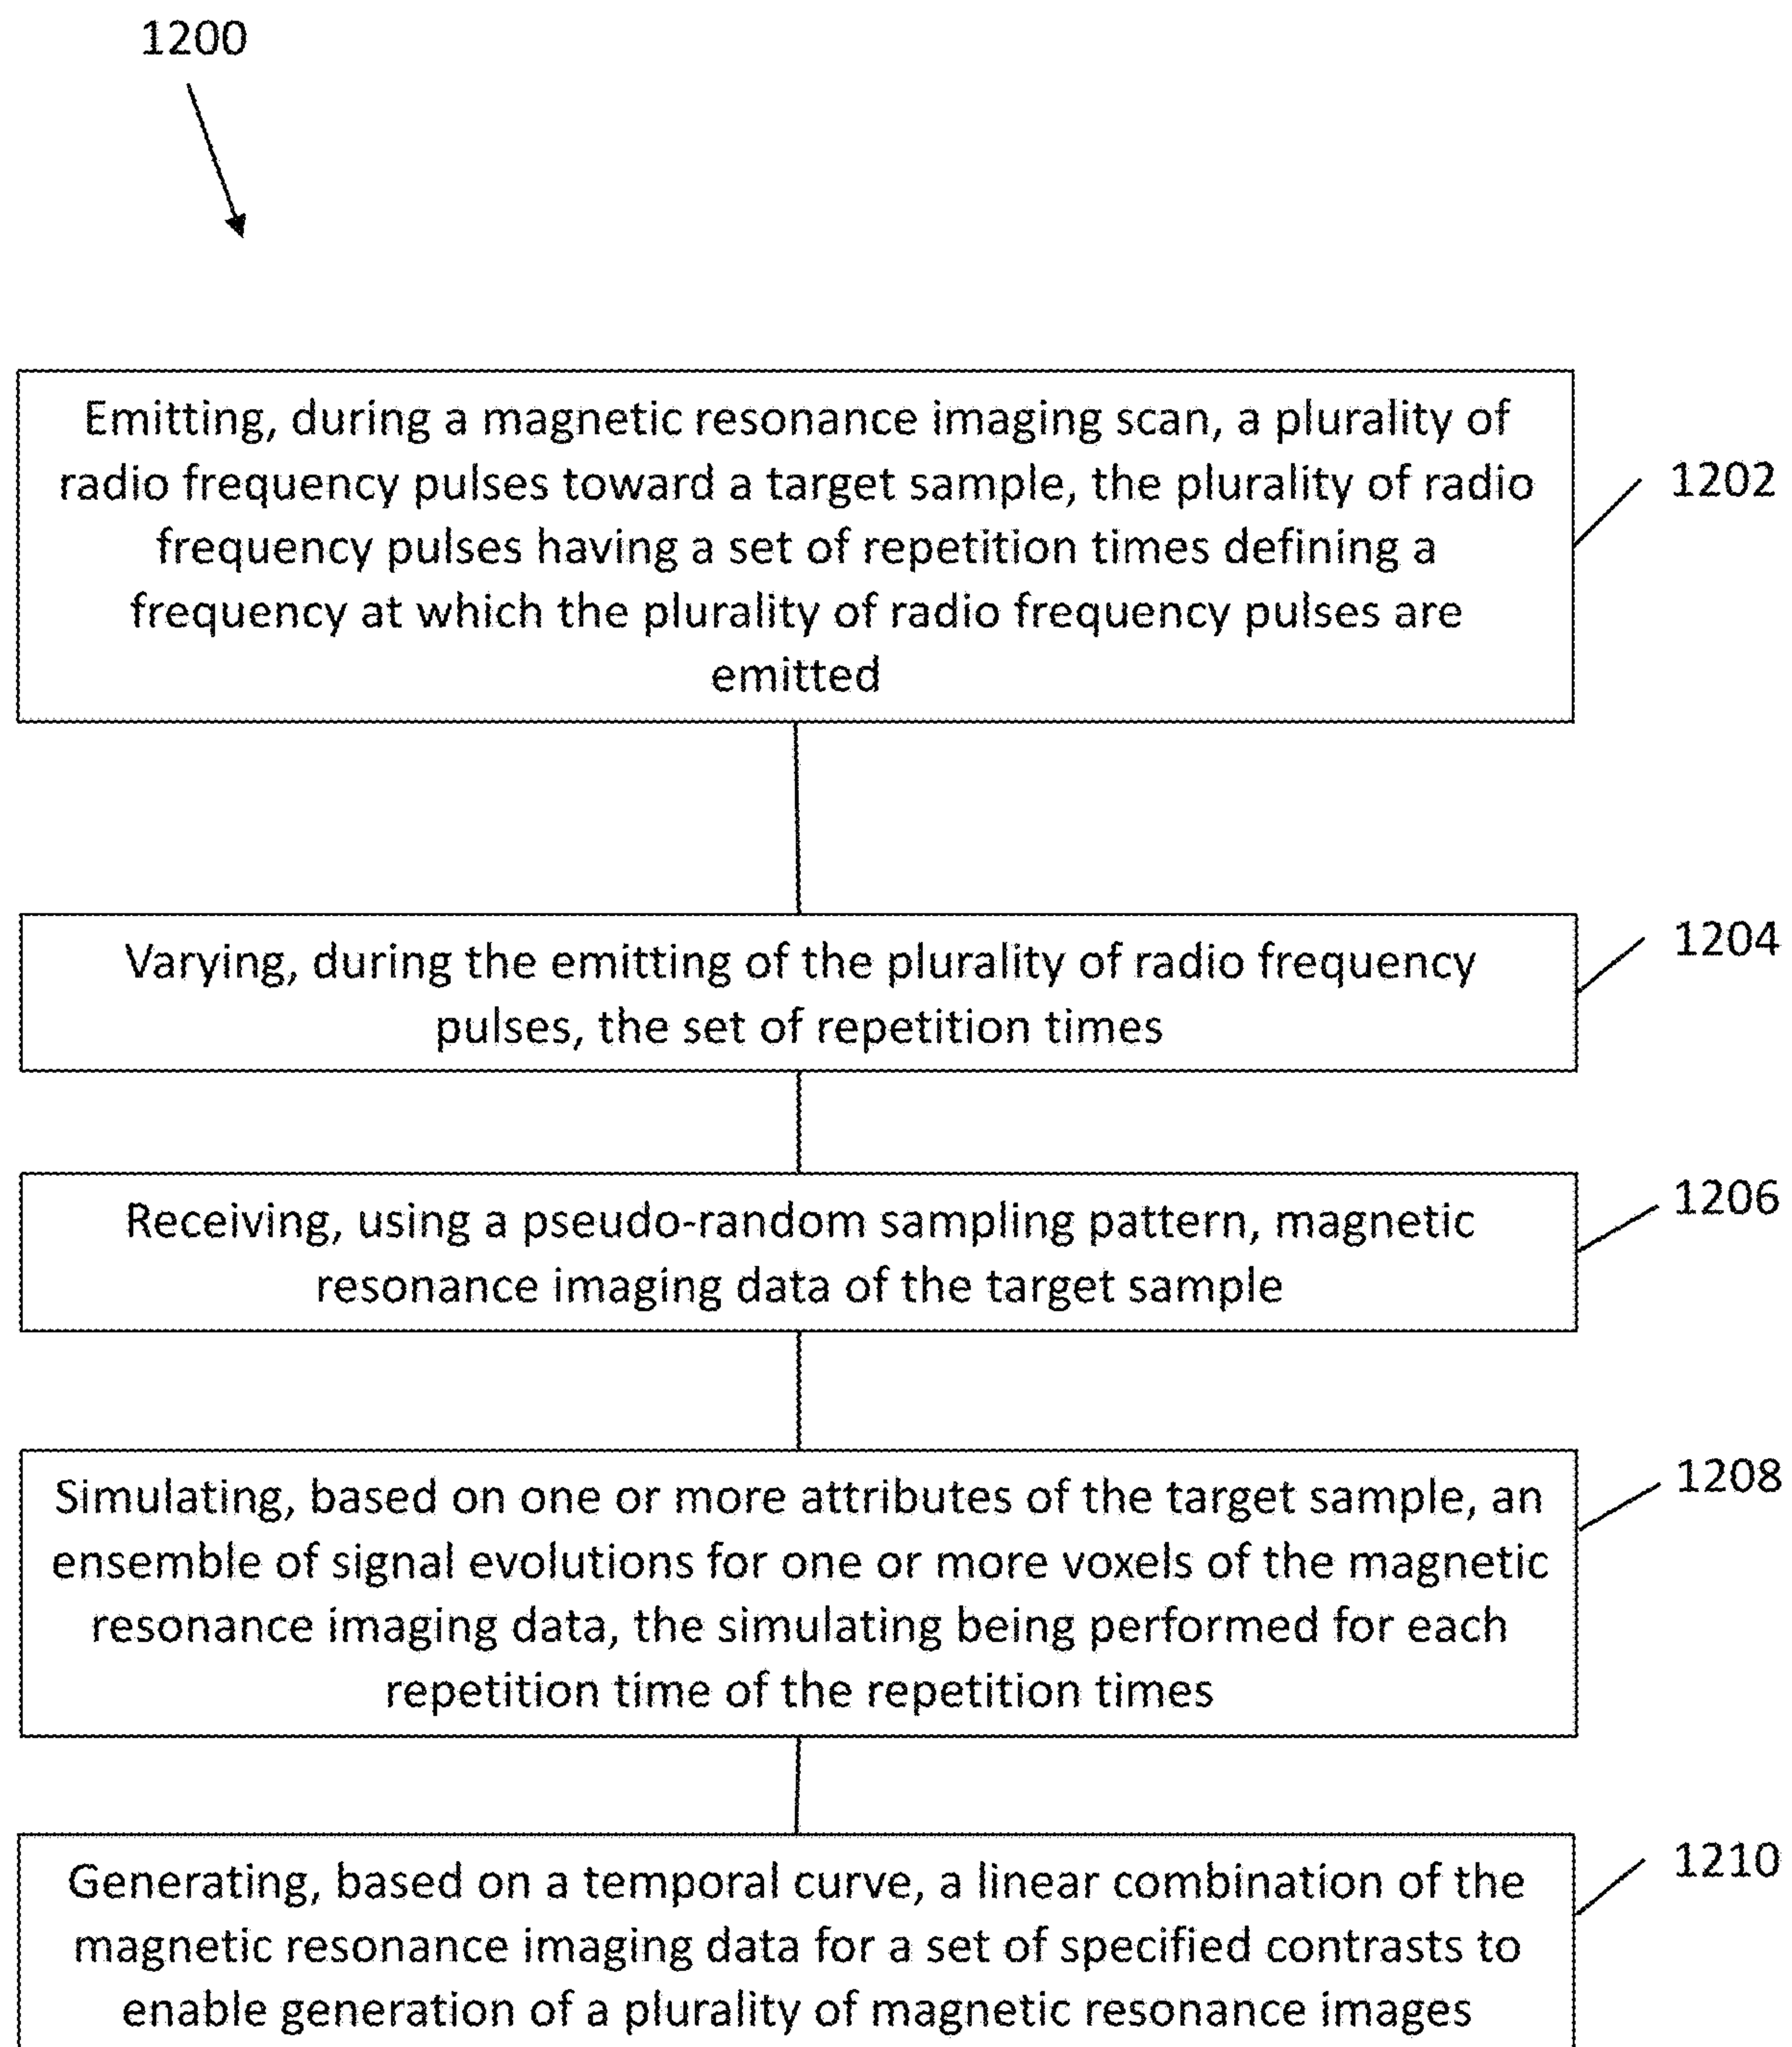 1200
Emitting, during a magnetic resonance imaging scan, a plurality of
radio frequency pulses toward a target sample, the plurality of radio
frequency pulses having a set of repetition times defining a
frequency at which the plurality of radio frequency pulses are
emitted
1202
Varying, during the emitting of the plurality of radio frequency
pulses, the set of repetition times
1204
Receiving, using a pseudo-random sampling pattern, magnetic
resonance imaging data of the target sample
1206
Simulating, based on one or more attributes of the target sample, an
ensemble of signal evolutions for one or more voxels of the magnetic
resonance imaging data, the simulating being performed for each
repetition time of the repetition times
1208
Generating, based on a temporal curve, a linear combination of the
magnetic resonance imaging data for a set of specified contrasts to
enable generation of a plurality of magnetic resonance images
1210